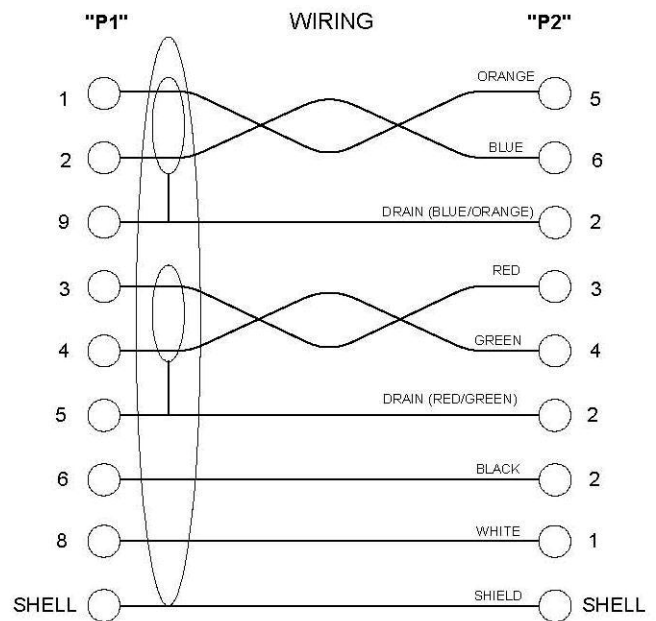 "P1" WIRING "P2"
1 ORANGE 5
2 BLUE 6
9 DRAIN (BLUE/ORANGE) 2
3 RED 3
4 GREEN 4
5 DRAIN (RED/GREEN) 2
6 BLACK 2
8 WHITE 1
SHELL SHIELD SHELL